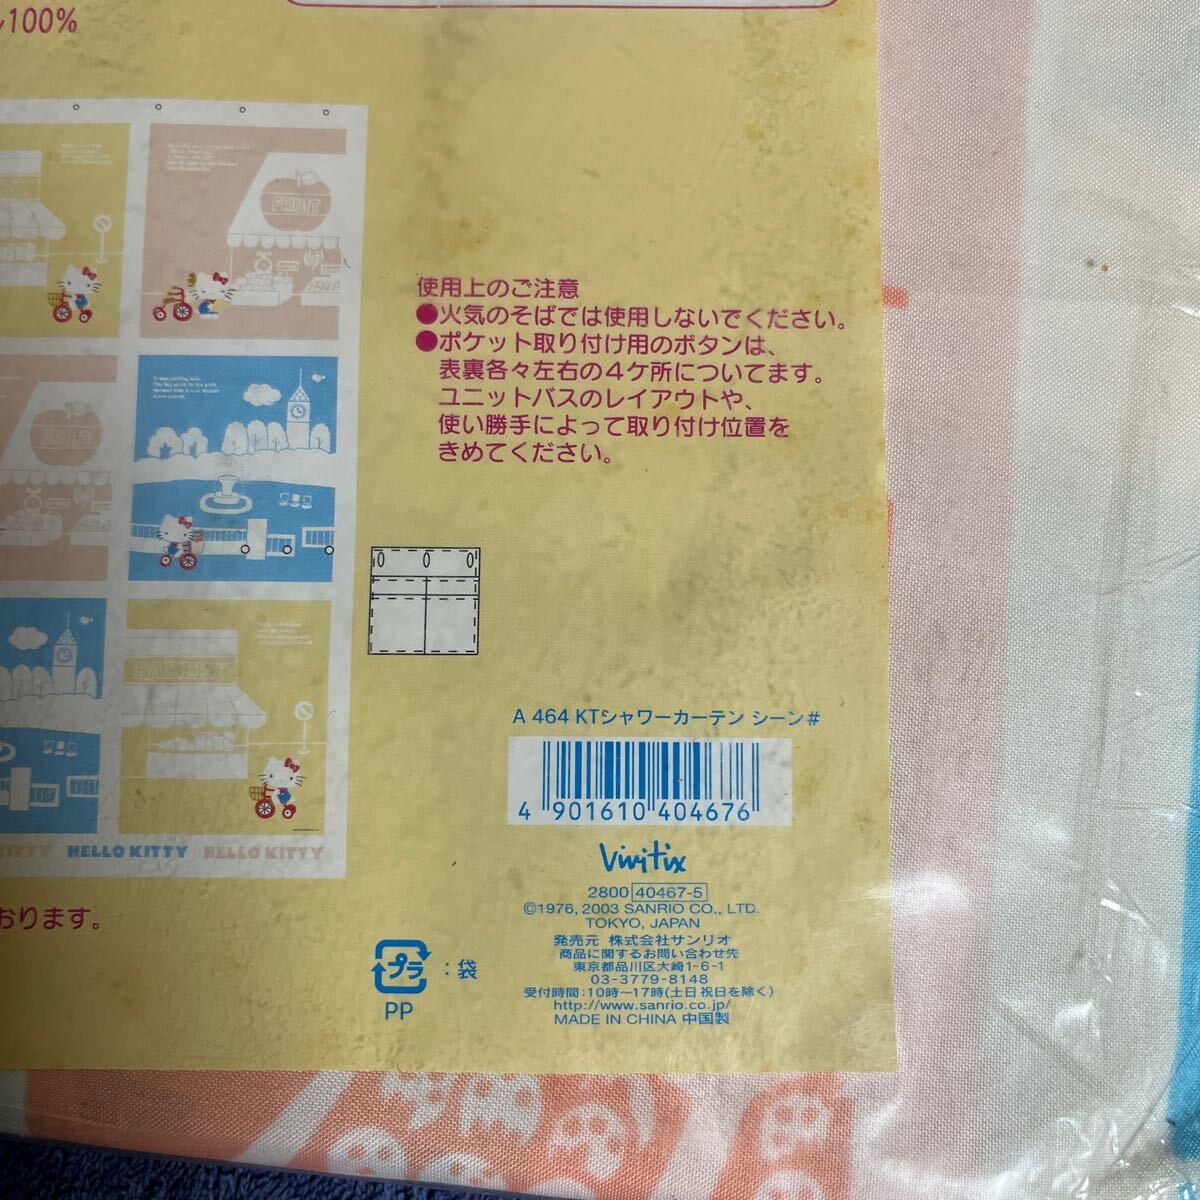 ル100%
FRUIT
使用上のご注意
●火気のそばでは使用しないでください。
●ポケット取り付け用のボタンは、
表裏各々左右の4ケ所についてます。
ユニットバスのレイアウトや、
使い勝手によって取り付け位置を
きめてください。
FRUIT
BAKERY
HELLO KITTY HELLO KITTY
おります。
A 464 KTシャワーカーテン シーン#
4 901610 404676
Vivitix
2800 40467-5
©1976, 2003 SANRIO CO., LTD.
TOKYO, JAPAN
発売元 株式会社サンリオ
商品に関するお問い合わせ先
東京都品川区大崎1-6-1
03-3779-8148
受付時間:10時〜17時(土日祝日を除く)
http://www.sanrio.co.jp/
MADE IN CHINA 中国製
プラ :袋
PP